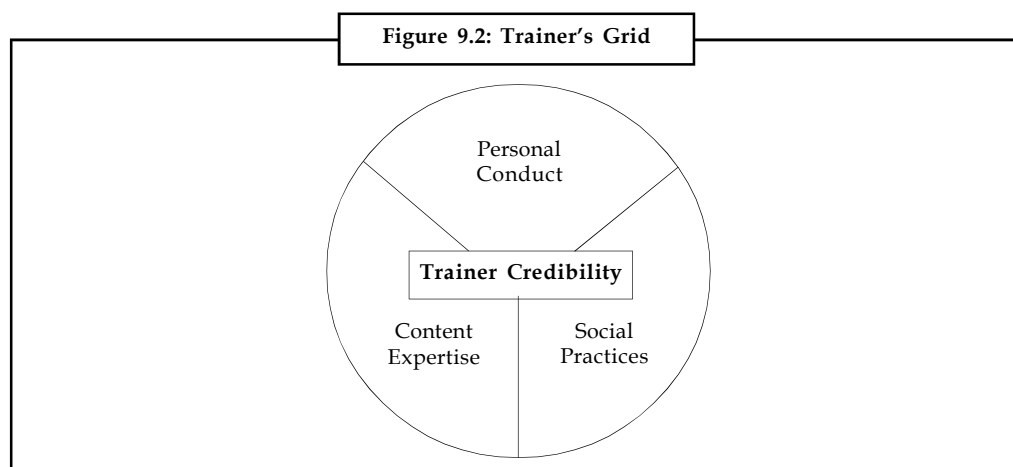 Figure 9.2: Trainer's Grid
Personal
Conduct
Trainer Credibility
Content
Expertise
Social
Practices